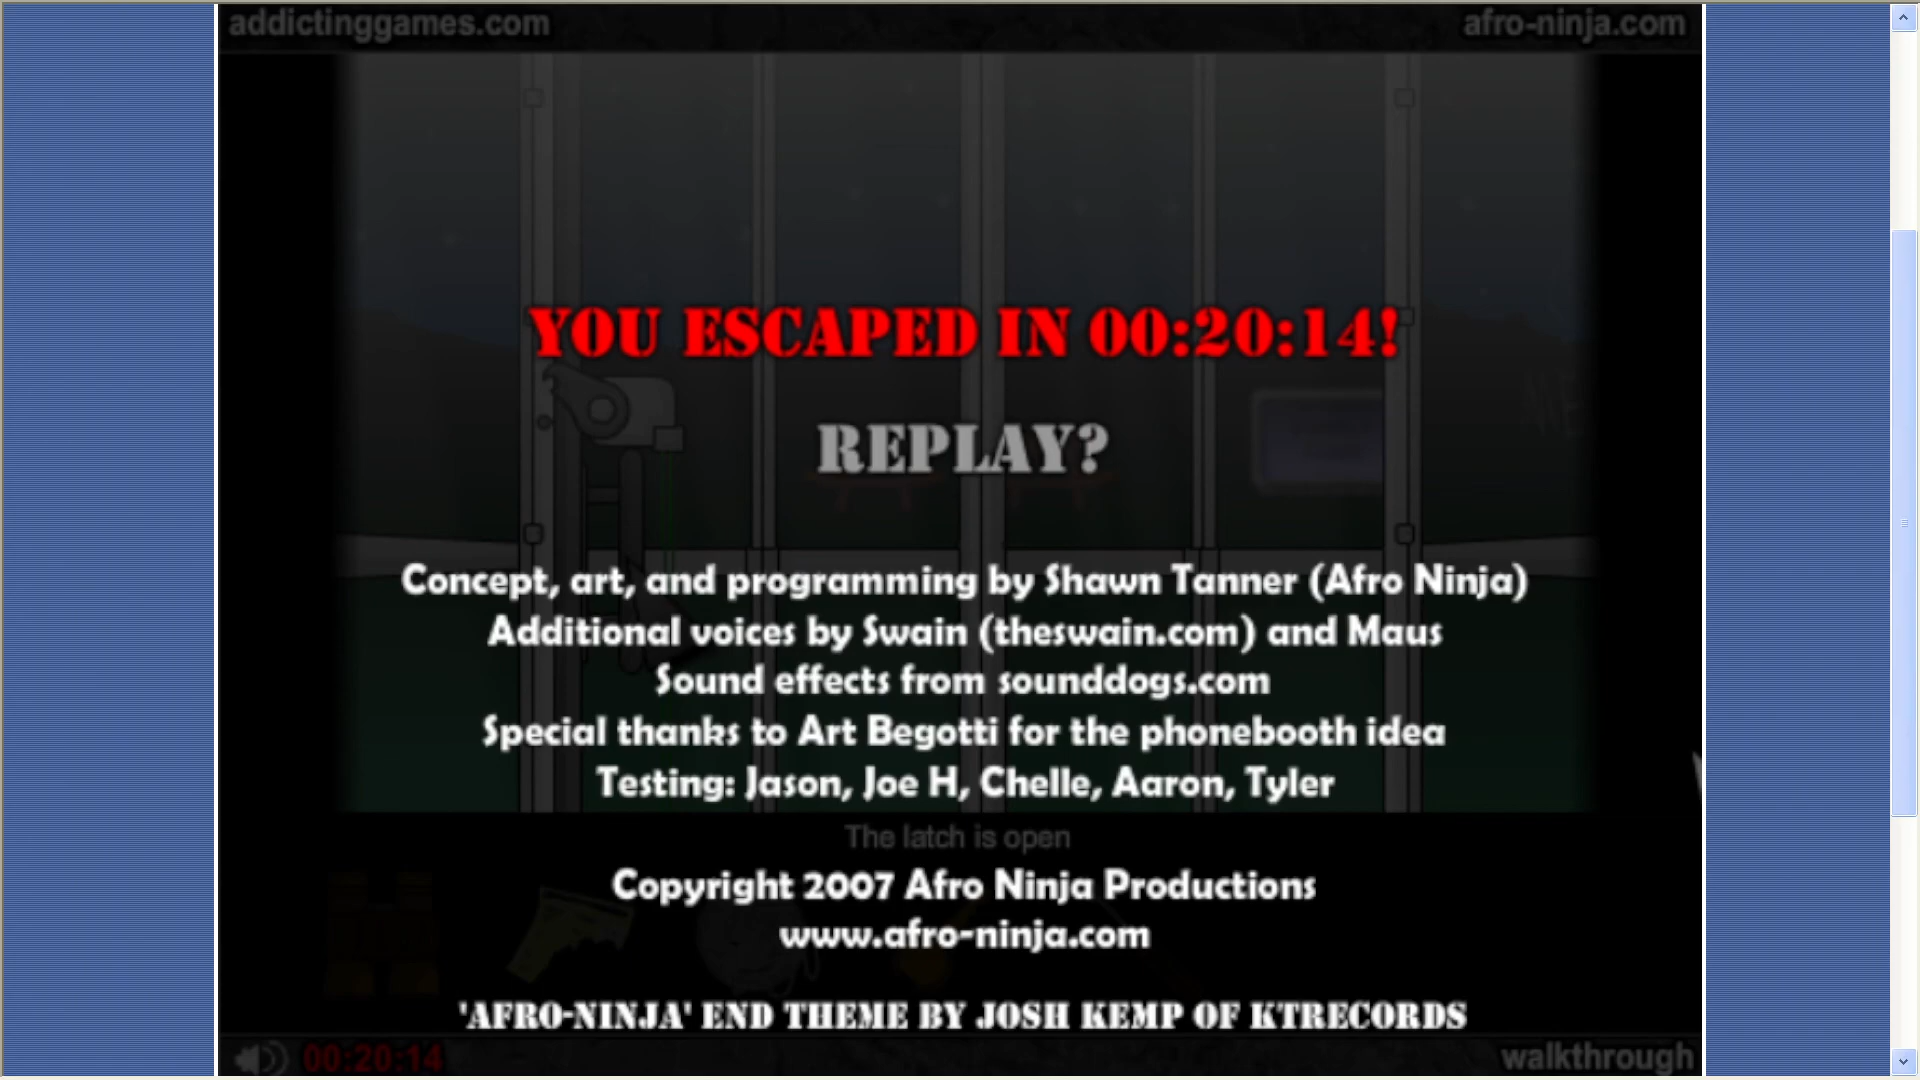 addictinggames.com
afro-ninja.com
YOU ESCAPED IN 00:20:14!
REPLAY?
Concept, art, and programming by Shawn Tanner (Afro Ninja)
Additional voices by Swain (theswain.com) and Maus
Sound effects from sounddogs.com
Special thanks to Art Begotti for the phonebooth idea
Testing: Jason, Joe H, Chelle, Aaron, Tyler
The latch is open
Copyright 2007 Afro Ninja Productions
www.afro-ninja.com
'AFRO-NINJA' END THEME BY JOSH KEMP OF KTRECORDS
00:20:14
walkthrough